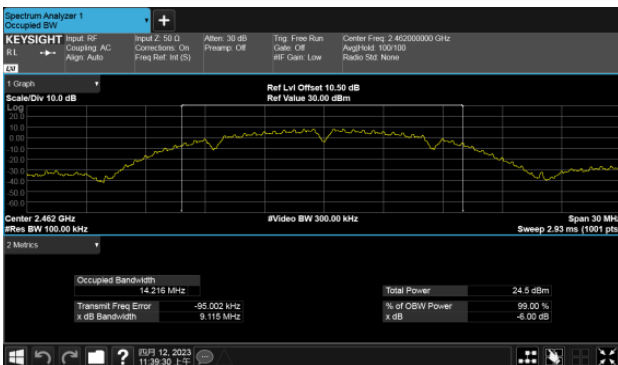 Spectrum Analyzer 1
Occupied BW
+
KEYSIGHT Input: RF Input Z: 50 Ω Atten: 30 dB Trig: Free Run Center Freq: 2.462000000 GHz
RL Coupling: AC Corrections: On Preamp: Off Gate: Off Avg|Hold: 100/100
Align: Auto Freq Ref: Int (S) #IF Gain: Low Radio Std: None
LXI
1 Graph Ref Lvl Offset 10.50 dB
Scale/Div 10.0 dB Ref Value 30.00 dBm
Log
20.0
10.0
0.00
-10.0
-20.0
-30.0
-40.0
-50.0
-60.0
Center 2.462 GHz #Video BW 300.00 kHz Span 30 MHz
#Res BW 100.00 kHz Sweep 2.93 ms (1001 pts
2 Metrics
Occupied Bandwidth
14.216 MHz Total Power 24.5 dBm
Transmit Freq Error -95.002 kHz % of OBW Power 99.00 %
x dB Bandwidth 9.115 MHz x dB -6.00 dB
? 四月 12, 2023
11:39:30 上午